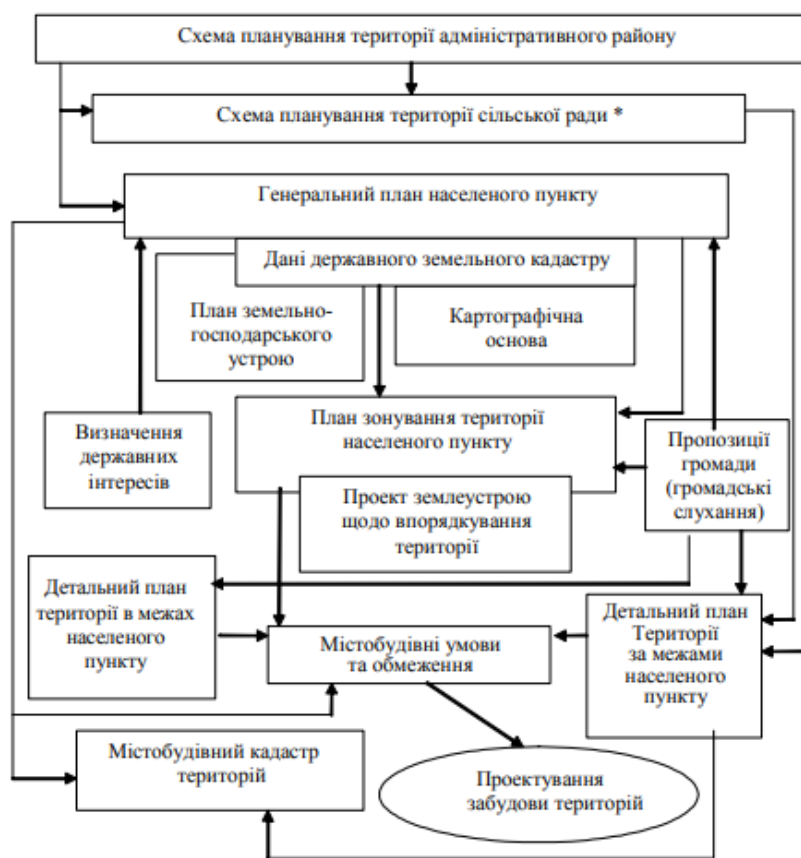 Схема планування території адміністративного району
Схема планування території сільської ради *
Генеральний план населеного пункту
Дані державного земельного кадастру
План земельно-
господарського
устрою
Картографічна
основа
План зонування території
населеного пункту
Визначення
державних
інтересів
Пропозиції
громади
(громадські
слухання)
Проект землеустрою
щодо впорядкування
території
Детальний план
території в межах
населеного
пункту
Містобудівні умови
та обмеження
Детальний план
Території
за межами
населеного
пункту
Містобудівний кадастр
територій
Проектування
забудови територій